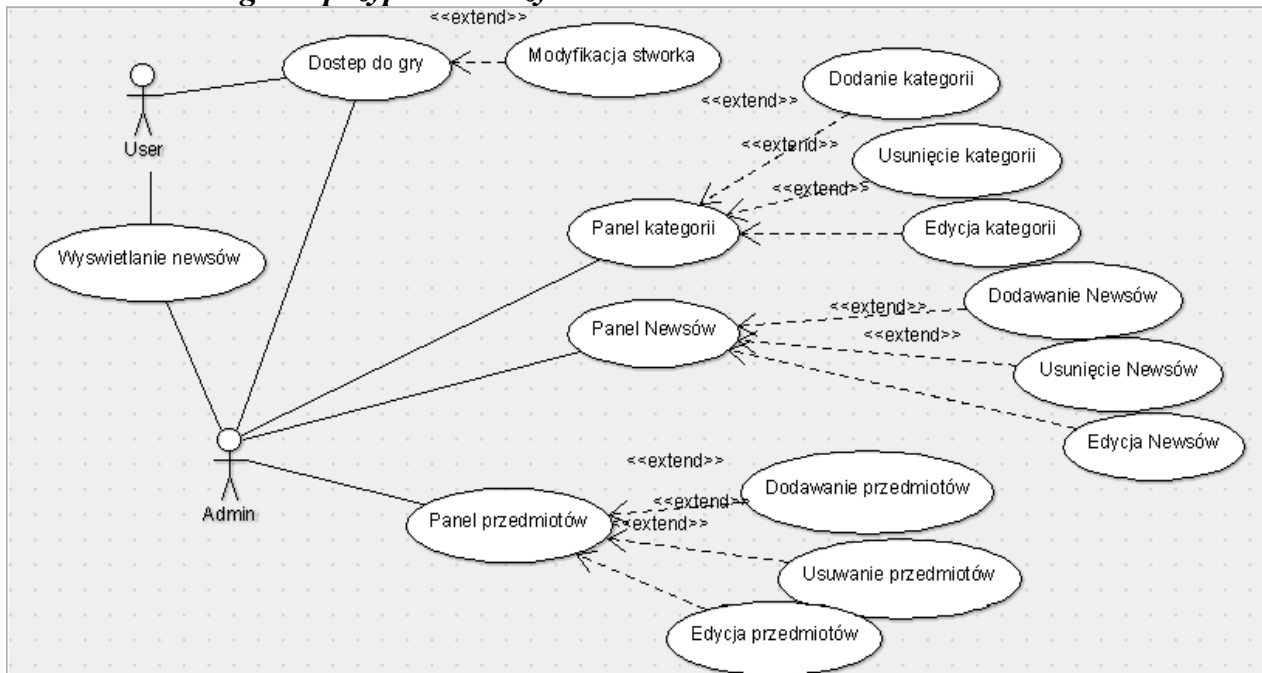 <<extend>>
Dostep do gry
Modyfikacja stworka
User
Dodanie kategorii
<<extend>>
<<extend>>
Usunięcie kategorii
<<extend>>
Panel kategorii
Edycja kategorii
Wyswietlanie newsów
Dodawanie Newsów
<<extend>>
Panel Newsów
<<extend>>
Usunięcie Newsów
Edycja Newsów
Admin
<<extend>>
Dodawanie przedmiotów
<<extend>>
Panel przedmiotów
<<extend>>
Usuwanie przedmiotów
Edycja przedmiotów